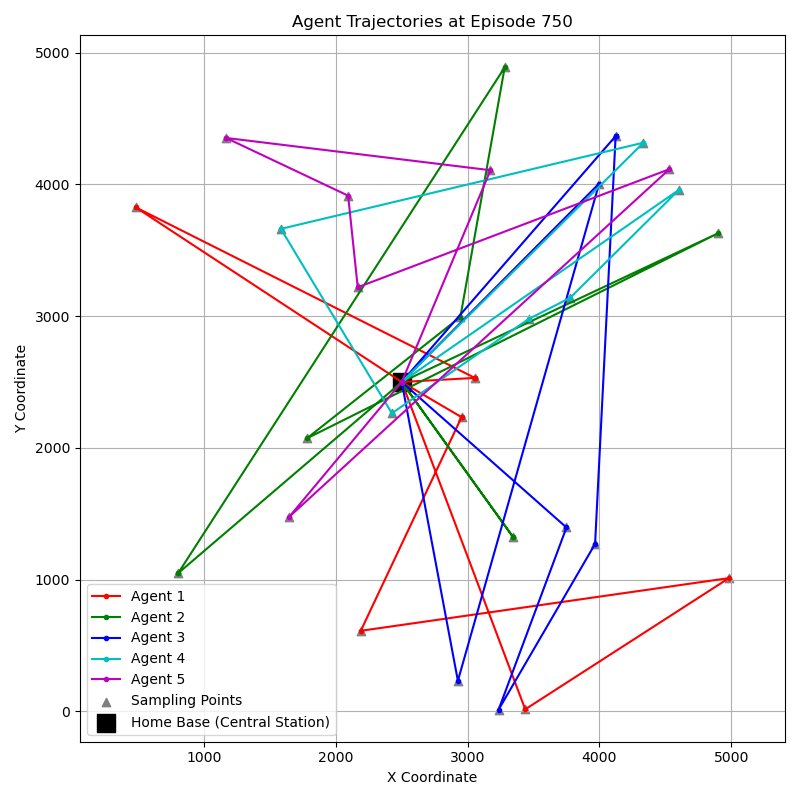 Agent Trajectories at Episode 750
Y Coordinate
5000
4000
3000
2000
1000
0
Agent 1
Agent 2
Agent 3
Agent 4
Agent 5
Sampling Points
Home Base (Central Station)
1000 2000 3000 4000 5000
X Coordinate